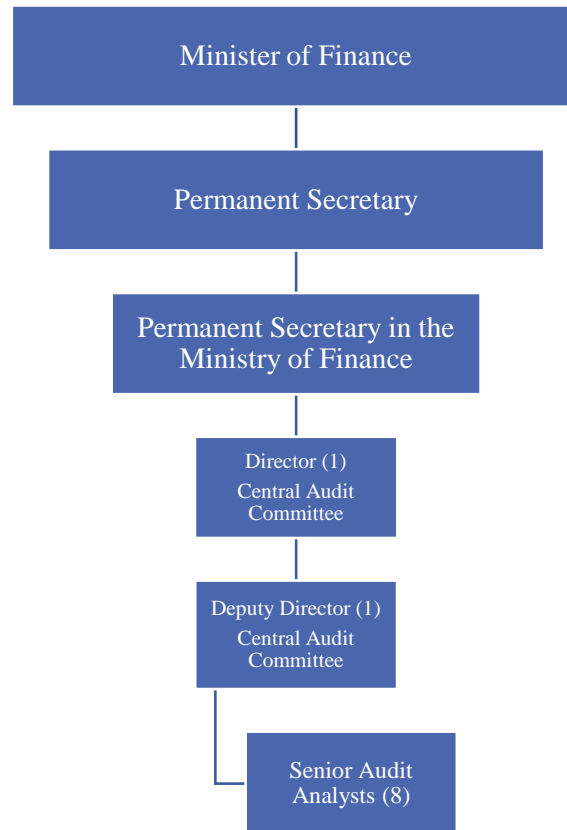 Minister of Finance
Permanent Secretary
Permanent Secretary in the
Ministry of Finance
Director (1)
Central Audit
Committee
Deputy Director (1)
Central Audit
Committee
Senior Audit
Analysts (8)